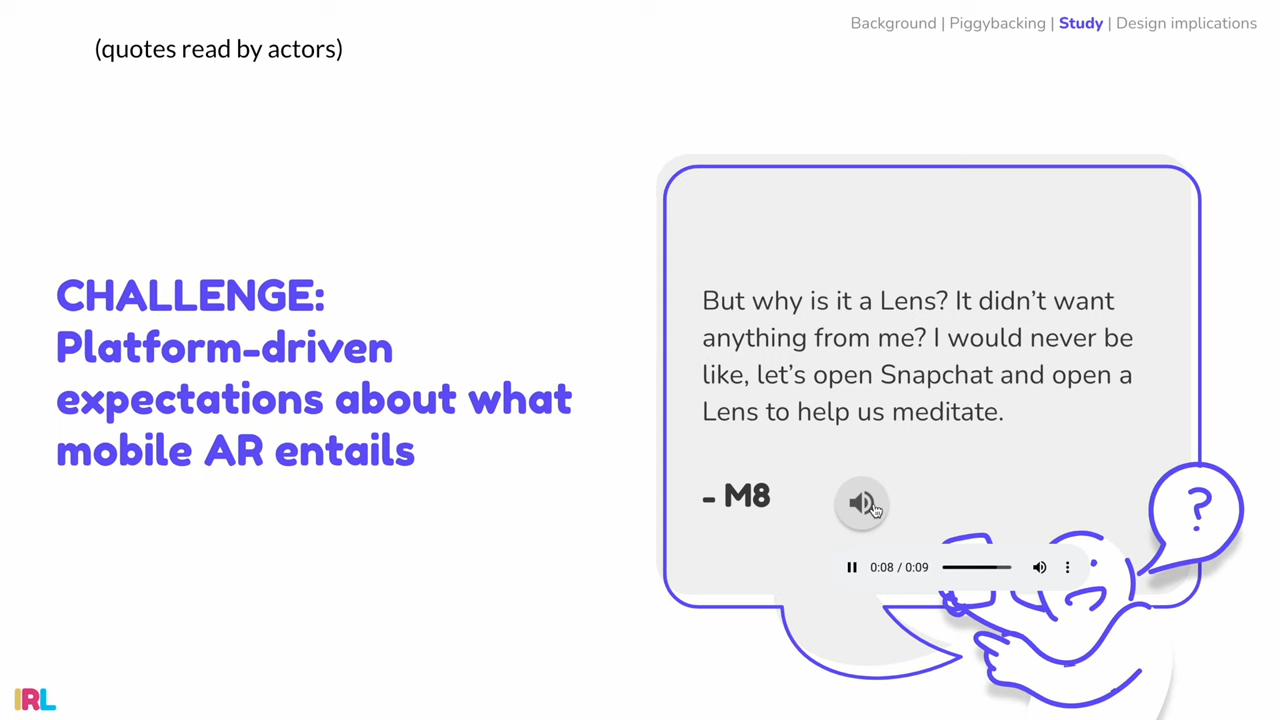 Background | Piggybacking | Study | Design implications
(quotes read by actors)
CHALLENGE:
Platform-driven
expectations about what
mobile AR entails
But why is it a Lens? It didn’t want
anything from me? I would never be
like, let’s open Snapchat and open a
Lens to help us meditate.
- M8
?
0:08 / 0:09
IRL